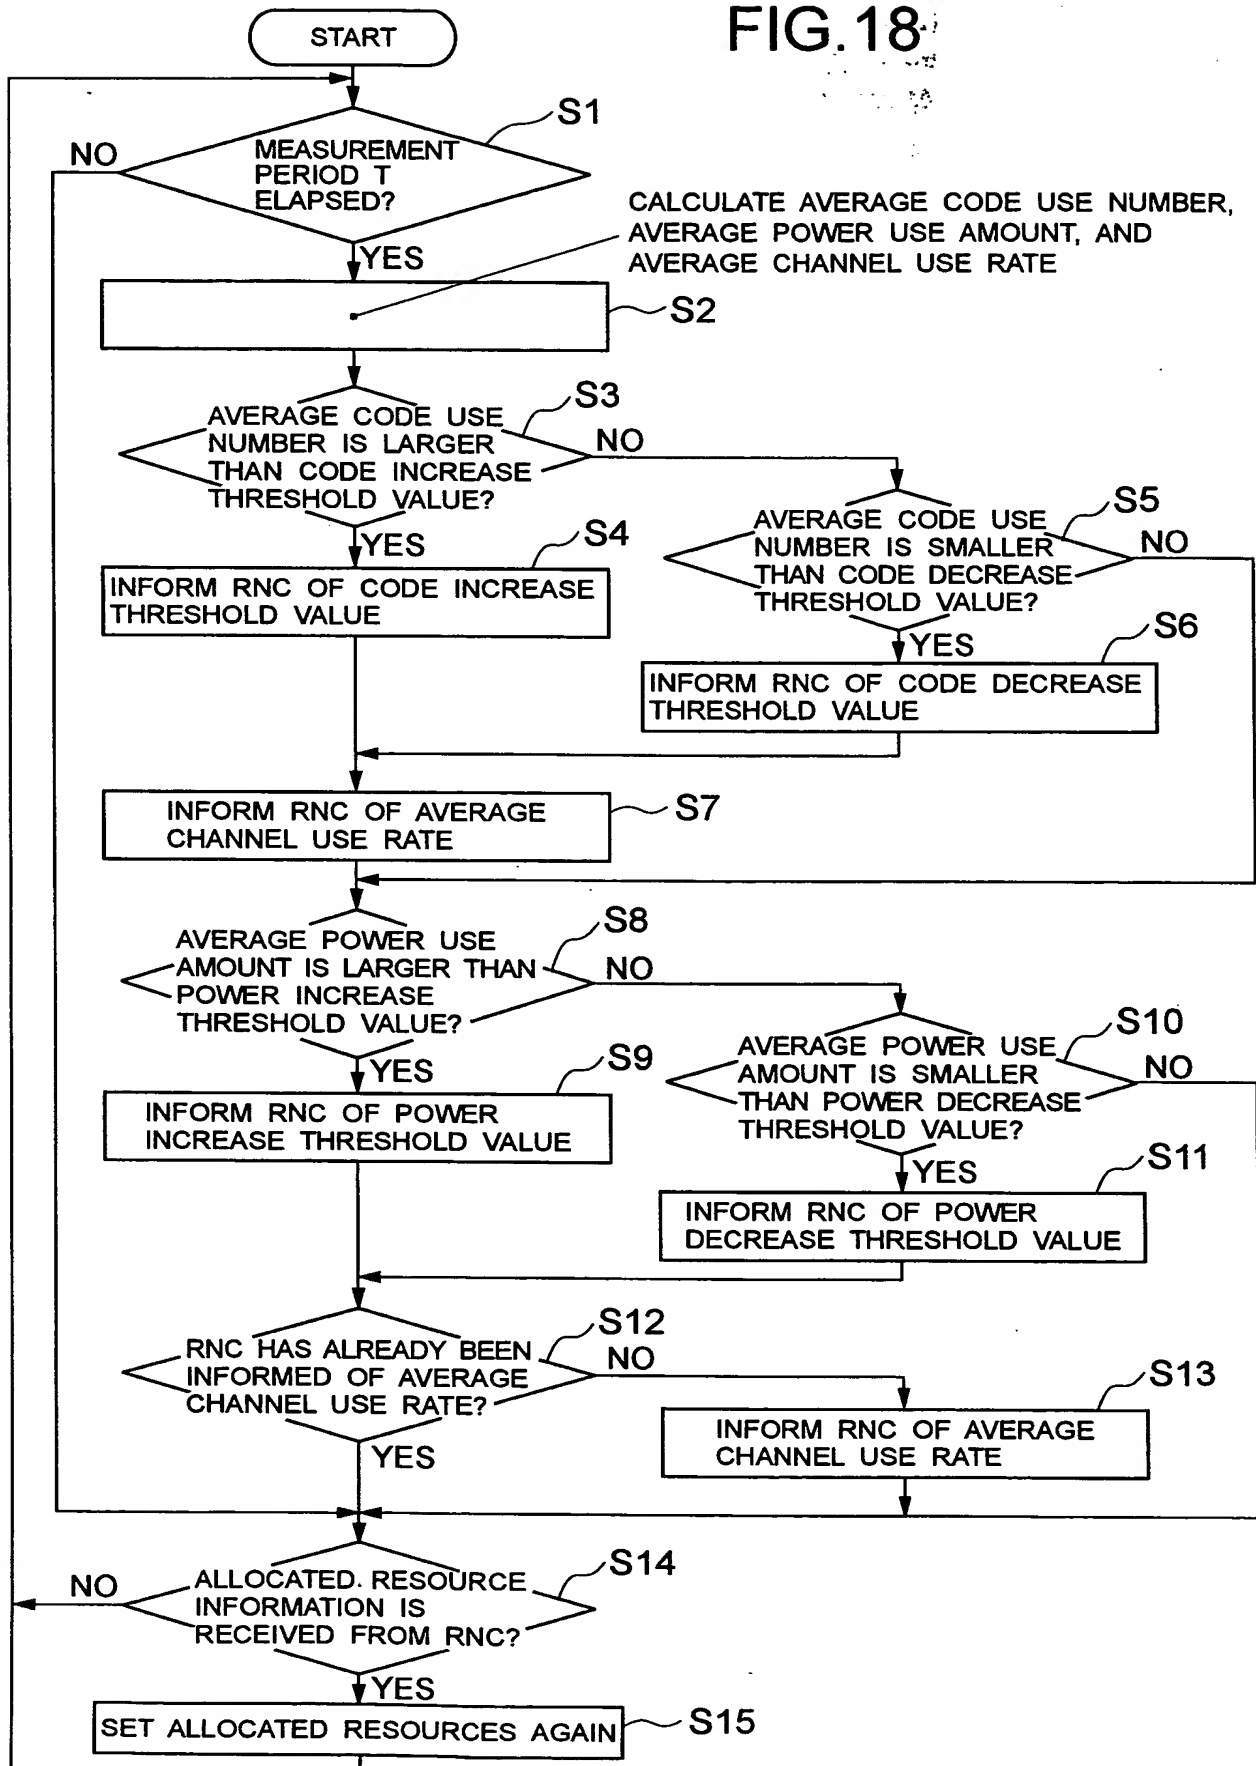 FIG.18
START
S1
NO
MEASUREMENT
PERIOD T
ELAPSED?
YES
CALCULATE AVERAGE CODE USE NUMBER,
AVERAGE POWER USE AMOUNT, AND
AVERAGE CHANNEL USE RATE
S2
S3
AVERAGE CODE USE
NUMBER IS LARGER
THAN CODE INCREASE
THRESHOLD VALUE?
NO
YES
S4
INFORM RNC OF CODE INCREASE
THRESHOLD VALUE
S5
AVERAGE CODE USE
NUMBER IS SMALLER
THAN CODE DECREASE
THRESHOLD VALUE?
NO
YES
S6
INFORM RNC OF CODE DECREASE
THRESHOLD VALUE
INFORM RNC OF AVERAGE
CHANNEL USE RATE
S7
S8
AVERAGE POWER USE
AMOUNT IS LARGER THAN
POWER INCREASE
THRESHOLD VALUE?
NO
YES
S9
INFORM RNC OF POWER
INCREASE THRESHOLD VALUE
S10
AVERAGE POWER USE
AMOUNT IS SMALLER
THAN POWER DECREASE
THRESHOLD VALUE?
NO
YES
S11
INFORM RNC OF POWER
DECREASE THRESHOLD VALUE
S12
RNC HAS ALREADY BEEN
INFORMED OF AVERAGE
CHANNEL USE RATE?
NO
YES
S13
INFORM RNC OF AVERAGE
CHANNEL USE RATE
S14
NO
ALLOCATED RESOURCE
INFORMATION IS
RECEIVED FROM RNC?
YES
SET ALLOCATED RESOURCES AGAIN
S15